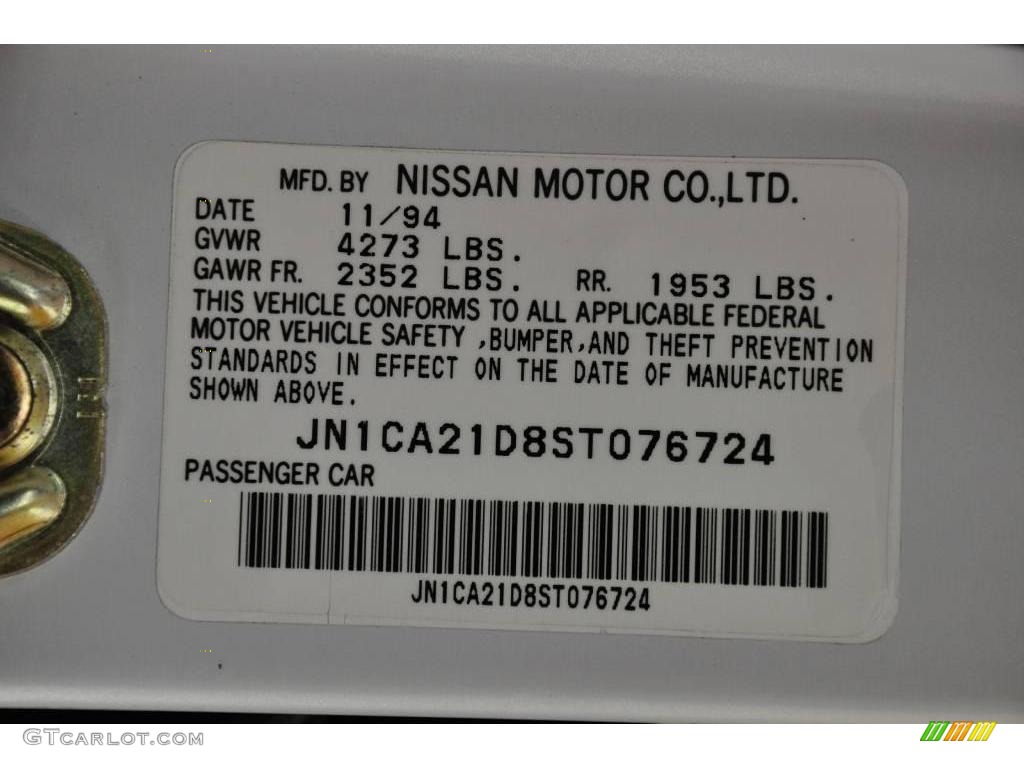 MFD. BY NISSAN MOTOR CO.,LTD.
DATE 11/94
GVWR 4273 LBS.
GAWR FR. 2352 LBS. RR. 1953 LBS.
THIS VEHICLE CONFORMS TO ALL APPLICABLE FEDERAL
MOTOR VEHICLE SAFETY ,BUMPER,AND THEFT PREVENTION
STANDARDS IN EFFECT ON THE DATE OF MANUFACTURE
SHOWN ABOVE.
JN1CA21D8ST076724
PASSENGER CAR
JN1CA21D8ST076724
GTCARLOT.COM